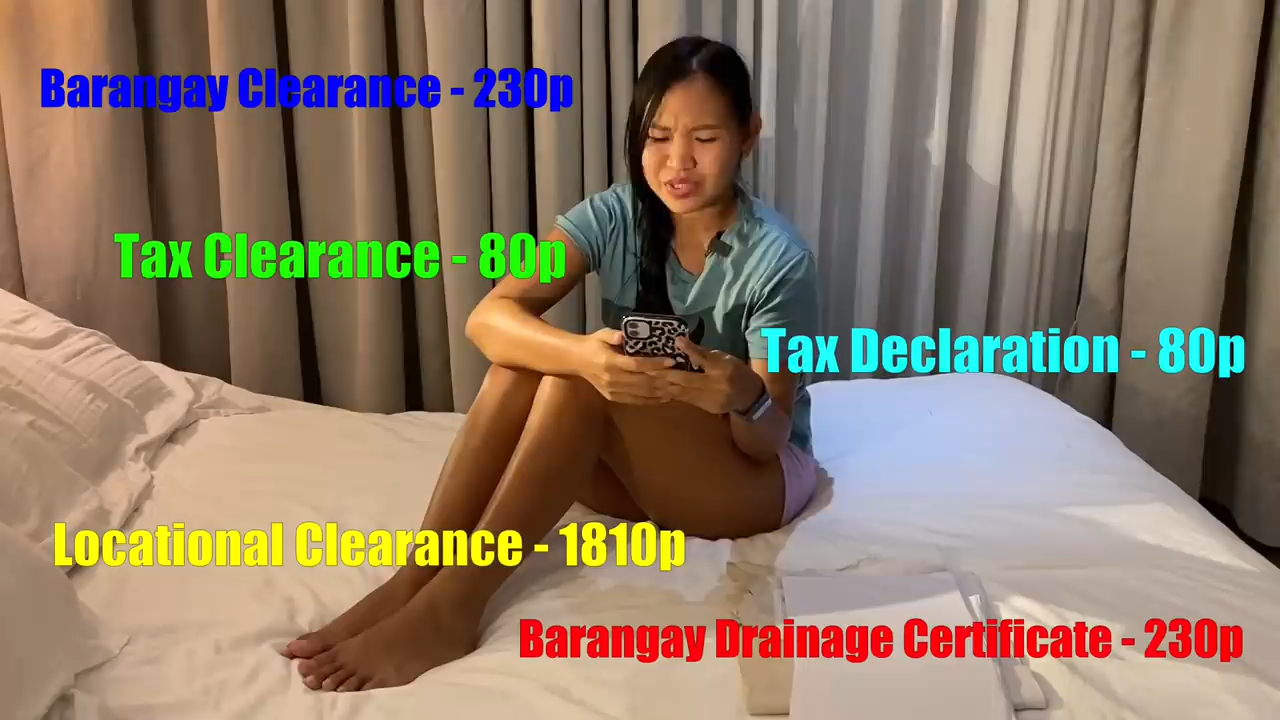 Barangay Clearance - 230p
Tax Clearance - 80p
Tax Declaration - 80p
Locational Clearance - 1810p
Barangay Drainage Certificate - 230p